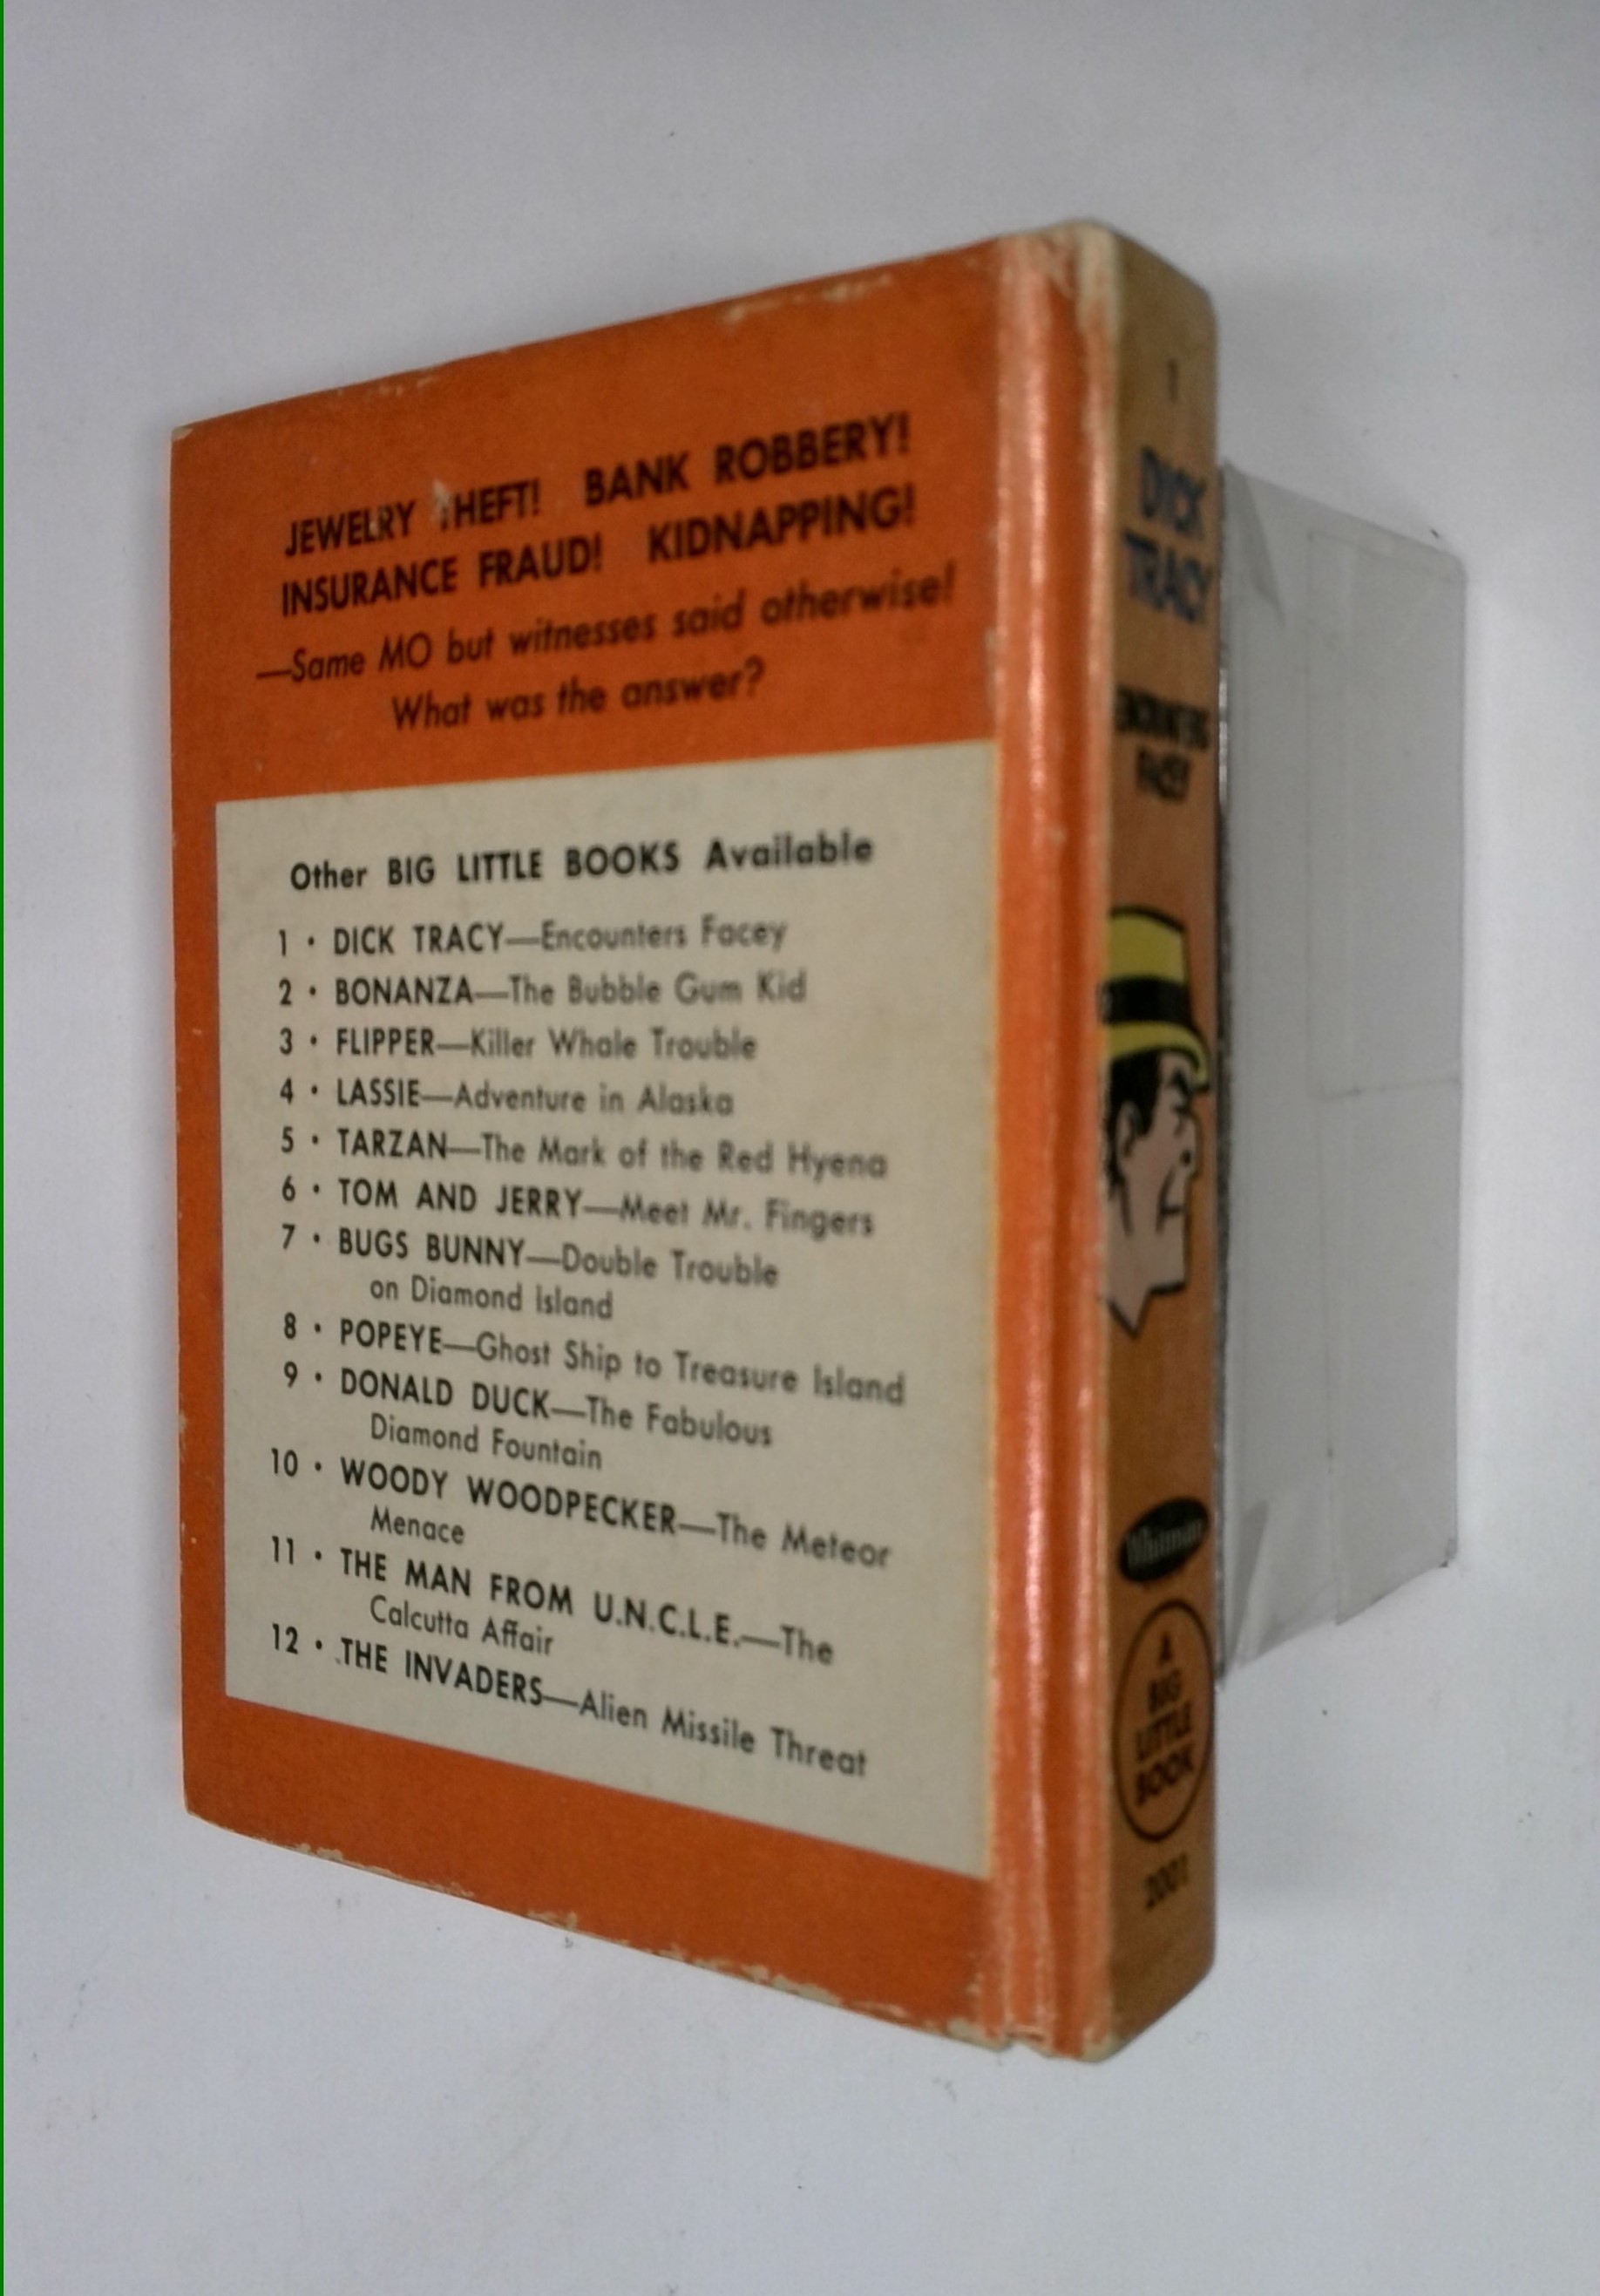 JEWELRY THEFT! BANK ROBBERY!
INSURANCE FRAUD! KIDNAPPING!
—Same MO but witnesses said otherwise!
What was the answer?
Other BIG LITTLE BOOKS Available
1 • DICK TRACY—Encounters Facey
2 • BONANZA—The Bubble Gum Kid
3 • FLIPPER—Killer Whale Trouble
4 • LASSIE—Adventure in Alaska
5 • TARZAN—The Mark of the Red Hyena
6 • TOM AND JERRY—Meet Mr. Fingers
7 • BUGS BUNNY—Double Trouble
on Diamond Island
8 • POPEYE—Ghost Ship to Treasure Island
9 • DONALD DUCK—The Fabulous
Diamond Fountain
10 • WOODY WOODPECKER—The Meteor
Menace
11 • THE MAN FROM U.N.C.L.E.—The
Calcutta Affair
12 • THE INVADERS—Alien Missile Threat
1
DICK
TRACY
ENCOUNTERS
FACEY
Whitman
A
BIG
LITTLE
BOOK
2001